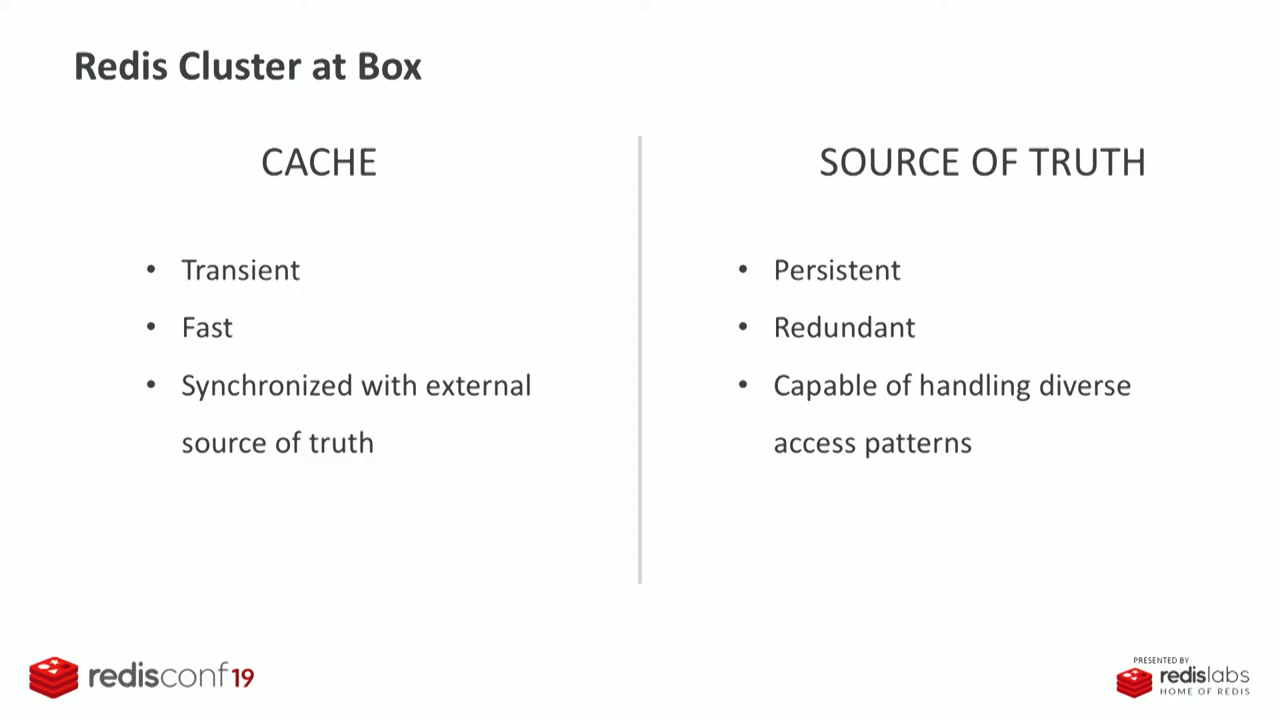 Redis Cluster at Box
CACHE
• Transient
• Fast
• Synchronized with external
source of truth
SOURCE OF TRUTH
• Persistent
• Redundant
• Capable of handling diverse
access patterns
redisconf19
PRESENTED BY
redislabs
HOME OF REDIS